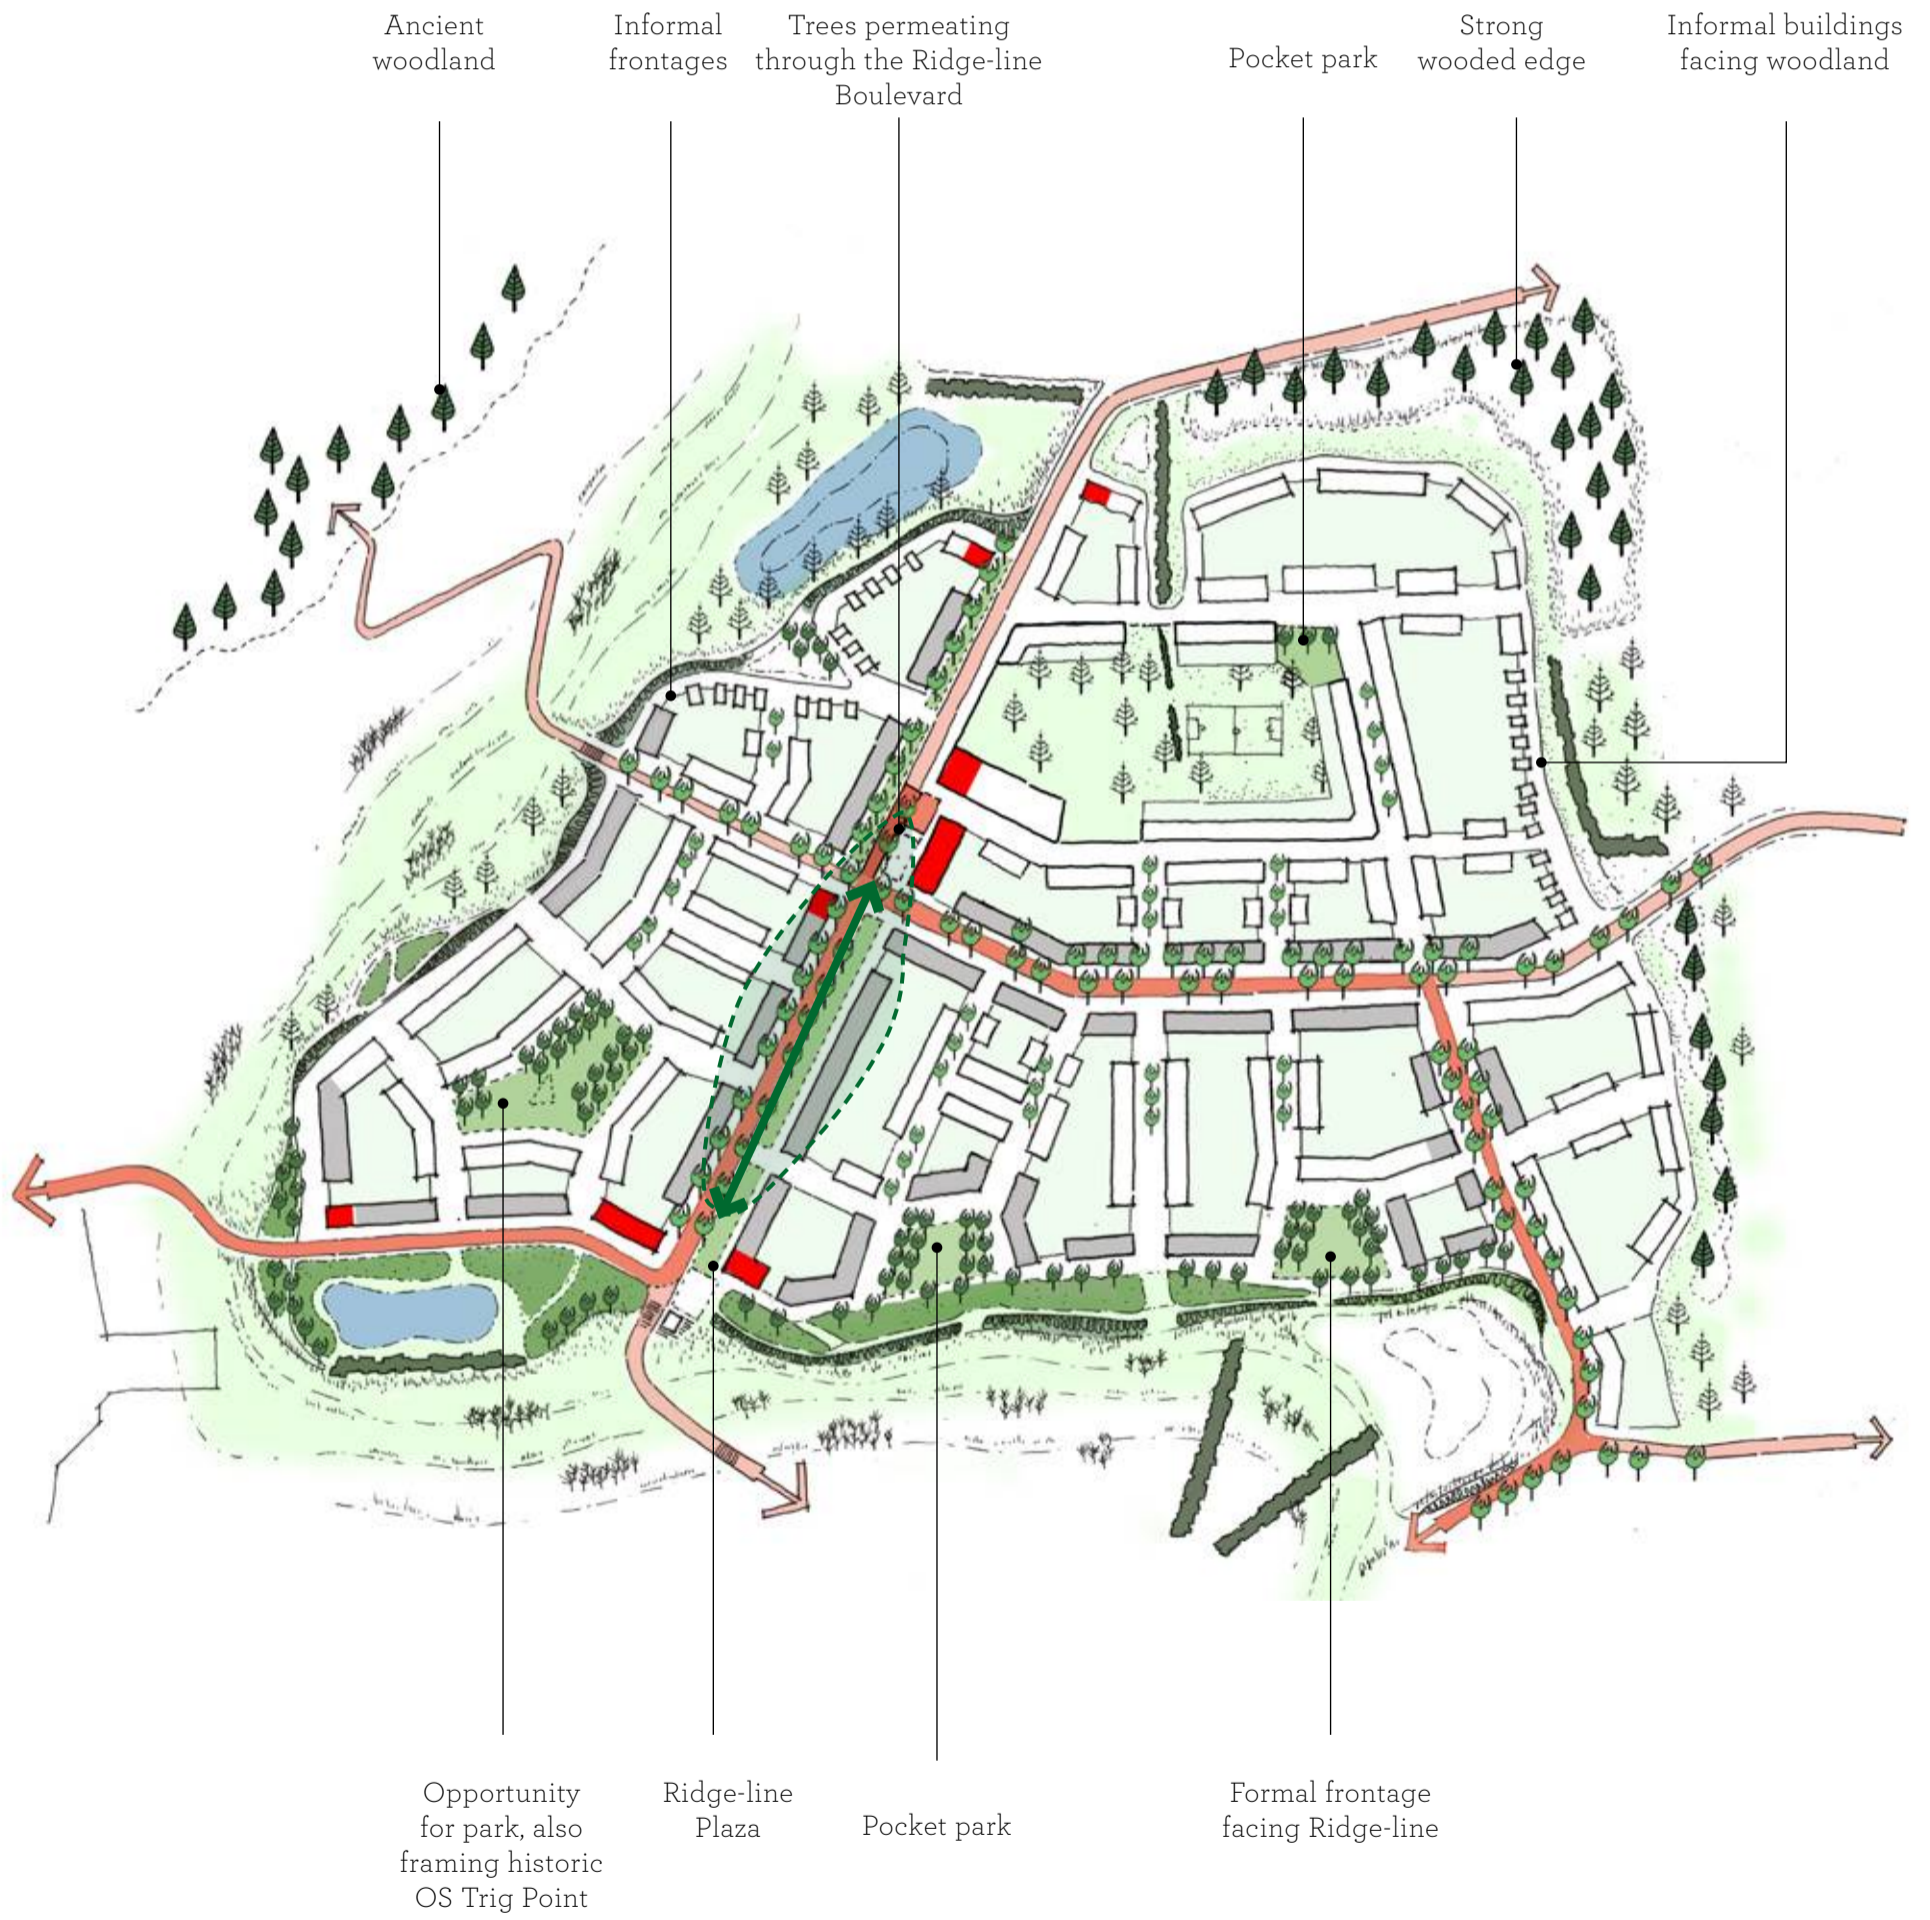 Ancient
woodland
Informal
frontages
Trees permeating
through the Ridge-line
Boulevard
Pocket park
Strong
wooded edge
Informal buildings
facing woodland
Opportunity
for park, also
framing historic
OS Trig Point
Ridge-line
Plaza
Pocket park
Formal frontage
facing Ridge-line